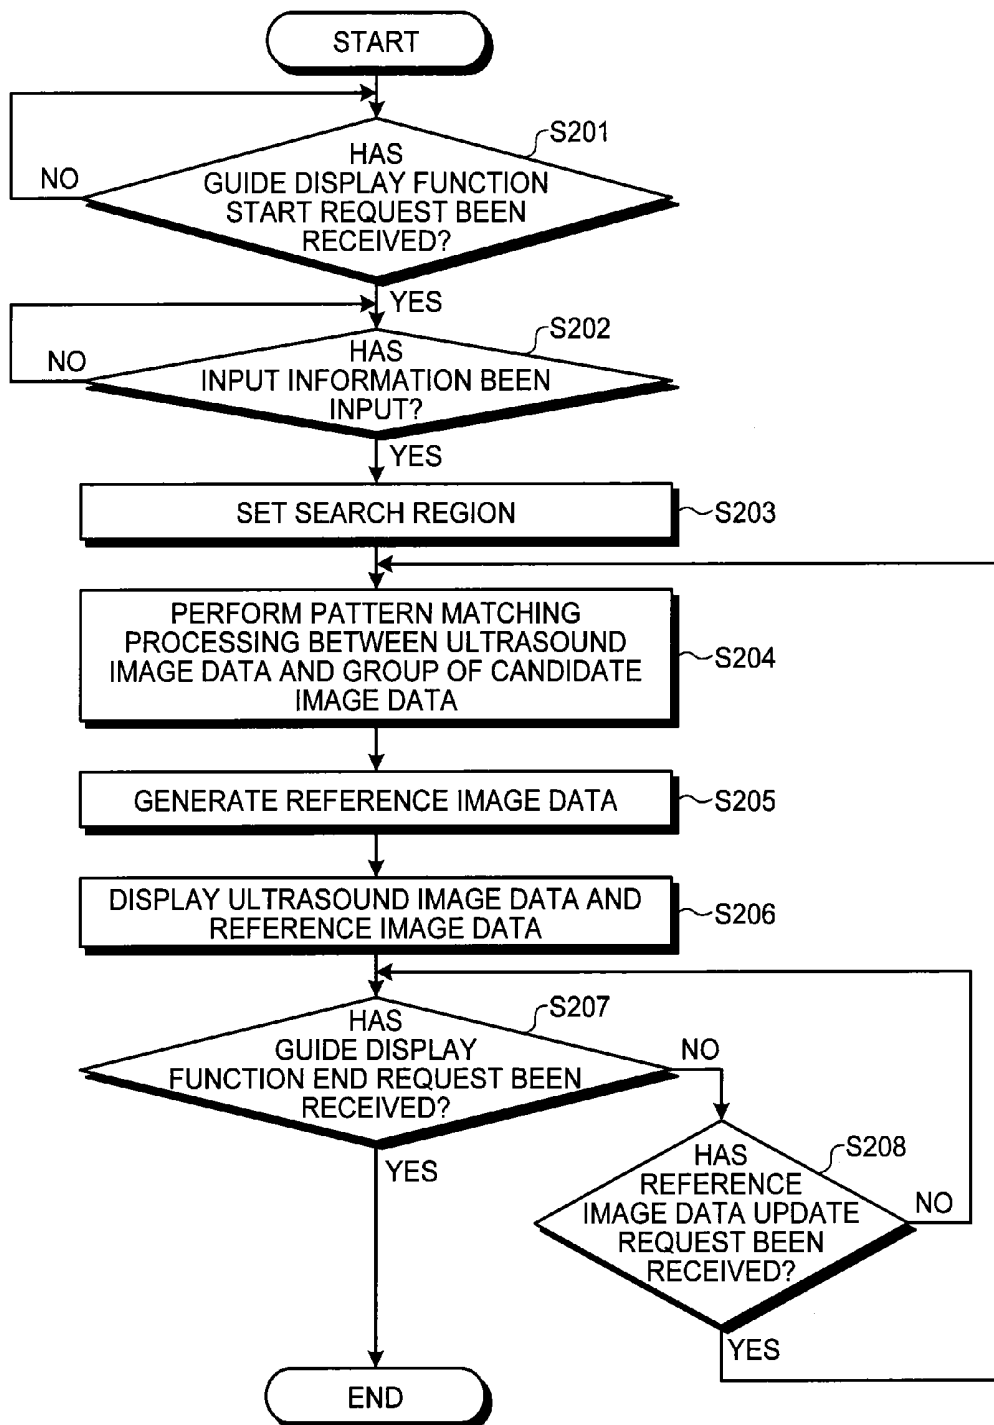 START
S201
HAS
GUIDE DISPLAY FUNCTION
START REQUEST BEEN
RECEIVED?
NO
YES
S202
HAS
INPUT INFORMATION BEEN
INPUT?
NO
YES
SET SEARCH REGION
S203
PERFORM PATTERN MATCHING
PROCESSING BETWEEN ULTRASOUND
IMAGE DATA AND GROUP OF CANDIDATE
IMAGE DATA
S204
GENERATE REFERENCE IMAGE DATA
S205
DISPLAY ULTRASOUND IMAGE DATA AND
REFERENCE IMAGE DATA
S206
S207
HAS
GUIDE DISPLAY
FUNCTION END REQUEST BEEN
RECEIVED?
NO
YES
S208
HAS
REFERENCE
IMAGE DATA UPDATE
REQUEST BEEN
RECEIVED?
NO
YES
END